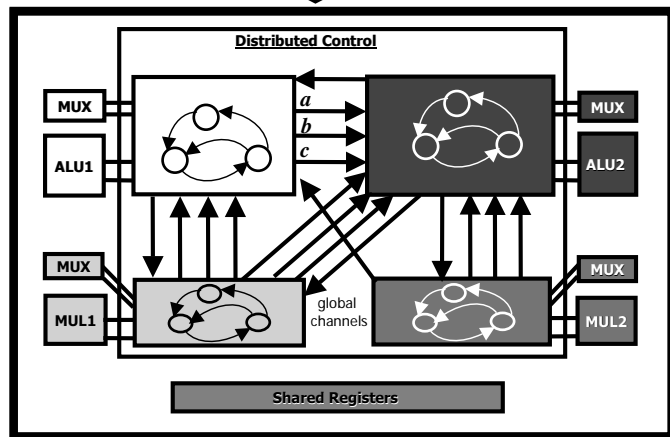 Distributed Control
MUX
a
MUX
b
ALU1
c
ALU2
MUX
MUX
global
channels
MUL1
MUL2
Shared Registers